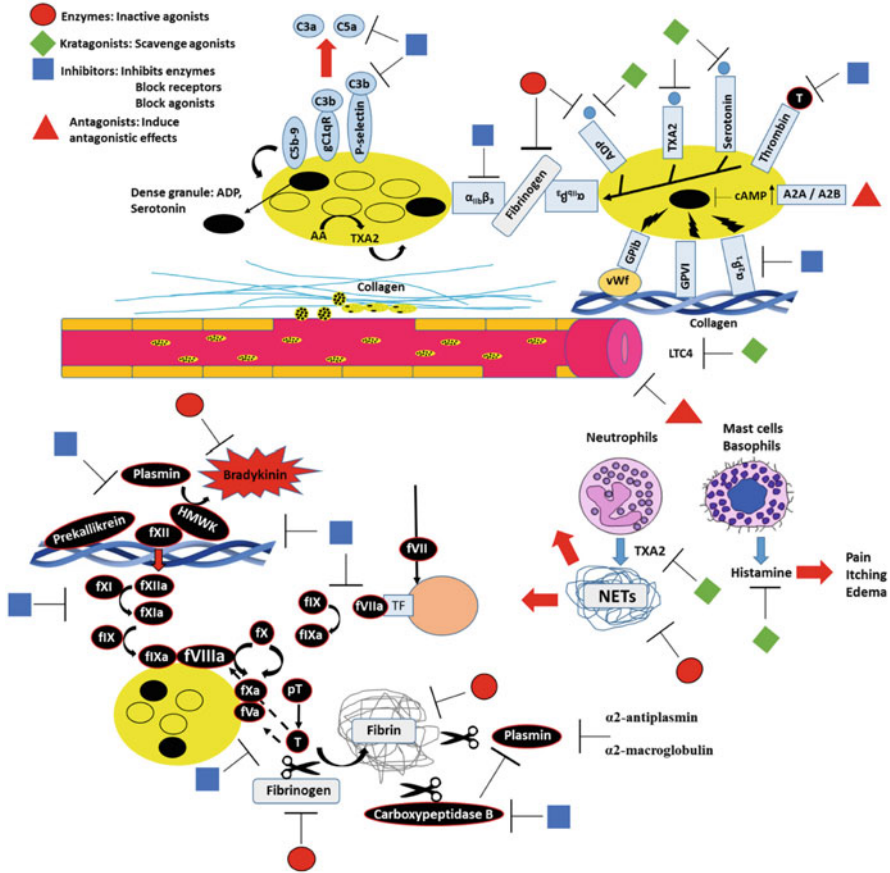 Enzymes: Inactive agonists
Kratagonists: Scavenge agonists
Inhibitors: Inhibits enzymes
Block receptors
Block agonists
Antagonists: Induce
antagonistic effects
C3a
C5a
C3b
C3b
C5b-9
gC1qR
P-selectin
Dense granule: ADP,
Serotonin
AA
TXA2
αIIbβ3
Fibrinogen
αIIbβ3
ADP
TXA2
Serotonin
Thrombin
T
cAMP
A2A / A2B
GPib
GPVI
α2β1
vWf
Collagen
Collagen
LTC4
Neutrophils
Mast cells
Basophils
TXA2
NETs
Histamine
Pain
Itching
Edema
Plasmin
Bradykinin
Prekallikrein
fXII
HMWK
fXI
fXIIa
fXIa
fIX
fIXa
fVIIIa
fX
fXa
fVa
pT
T
fVII
fVIIa
TF
fIX
fIXa
Fibrin
Plasmin
α2-antiplasmin
α2-macroglobulin
Fibrinogen
Carboxypeptidase B